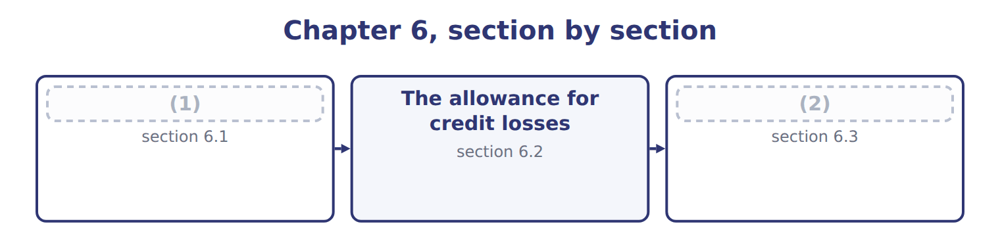 Chapter 6, section by section
(1)
section 6.1
The allowance for
credit losses
section 6.2
(2)
section 6.3